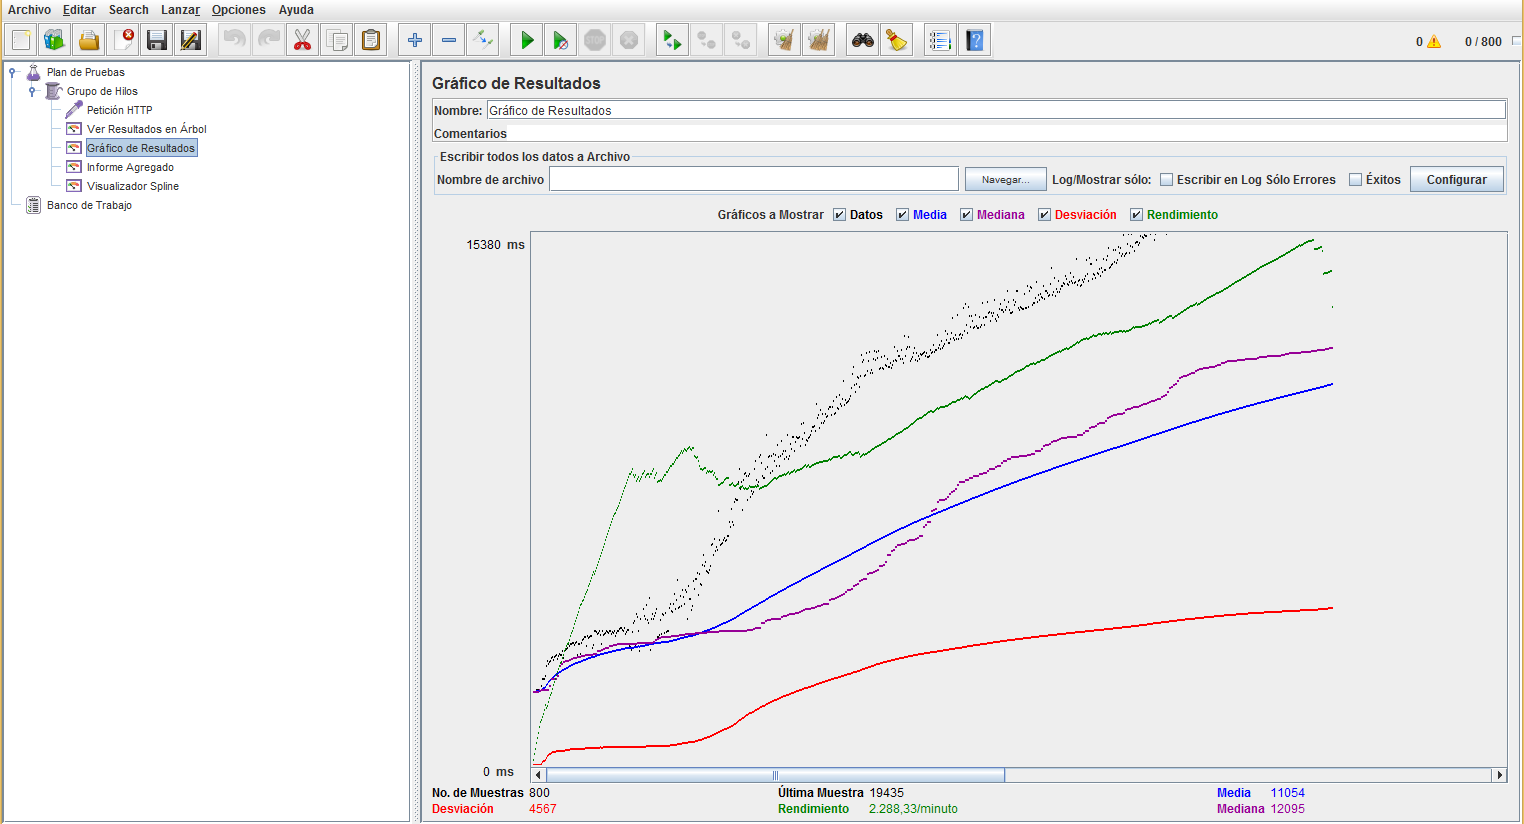 Archivo Editar Search Lanzar Opciones Ayuda
0 0 / 800
Plan de Pruebas
Grupo de Hilos
Petición HTTP
Ver Resultados en Árbol
Gráfico de Resultados
Informe Agregado
Visualizador Spline
Banco de Trabajo
Gráfico de Resultados
Nombre: Gráfico de Resultados
Comentarios
Escribir todos los datos a Archivo
Nombre de archivo Navegar... Log/Mostrar sólo: Escribir en Log Sólo Errores Éxitos Configurar
Gráficos a Mostrar Datos Media Mediana Desviación Rendimiento
15380 ms
0 ms
No. de Muestras 800 Última Muestra 19435 Media 11054
Desviación 4567 Rendimiento 2.288,33/minuto Mediana 12095